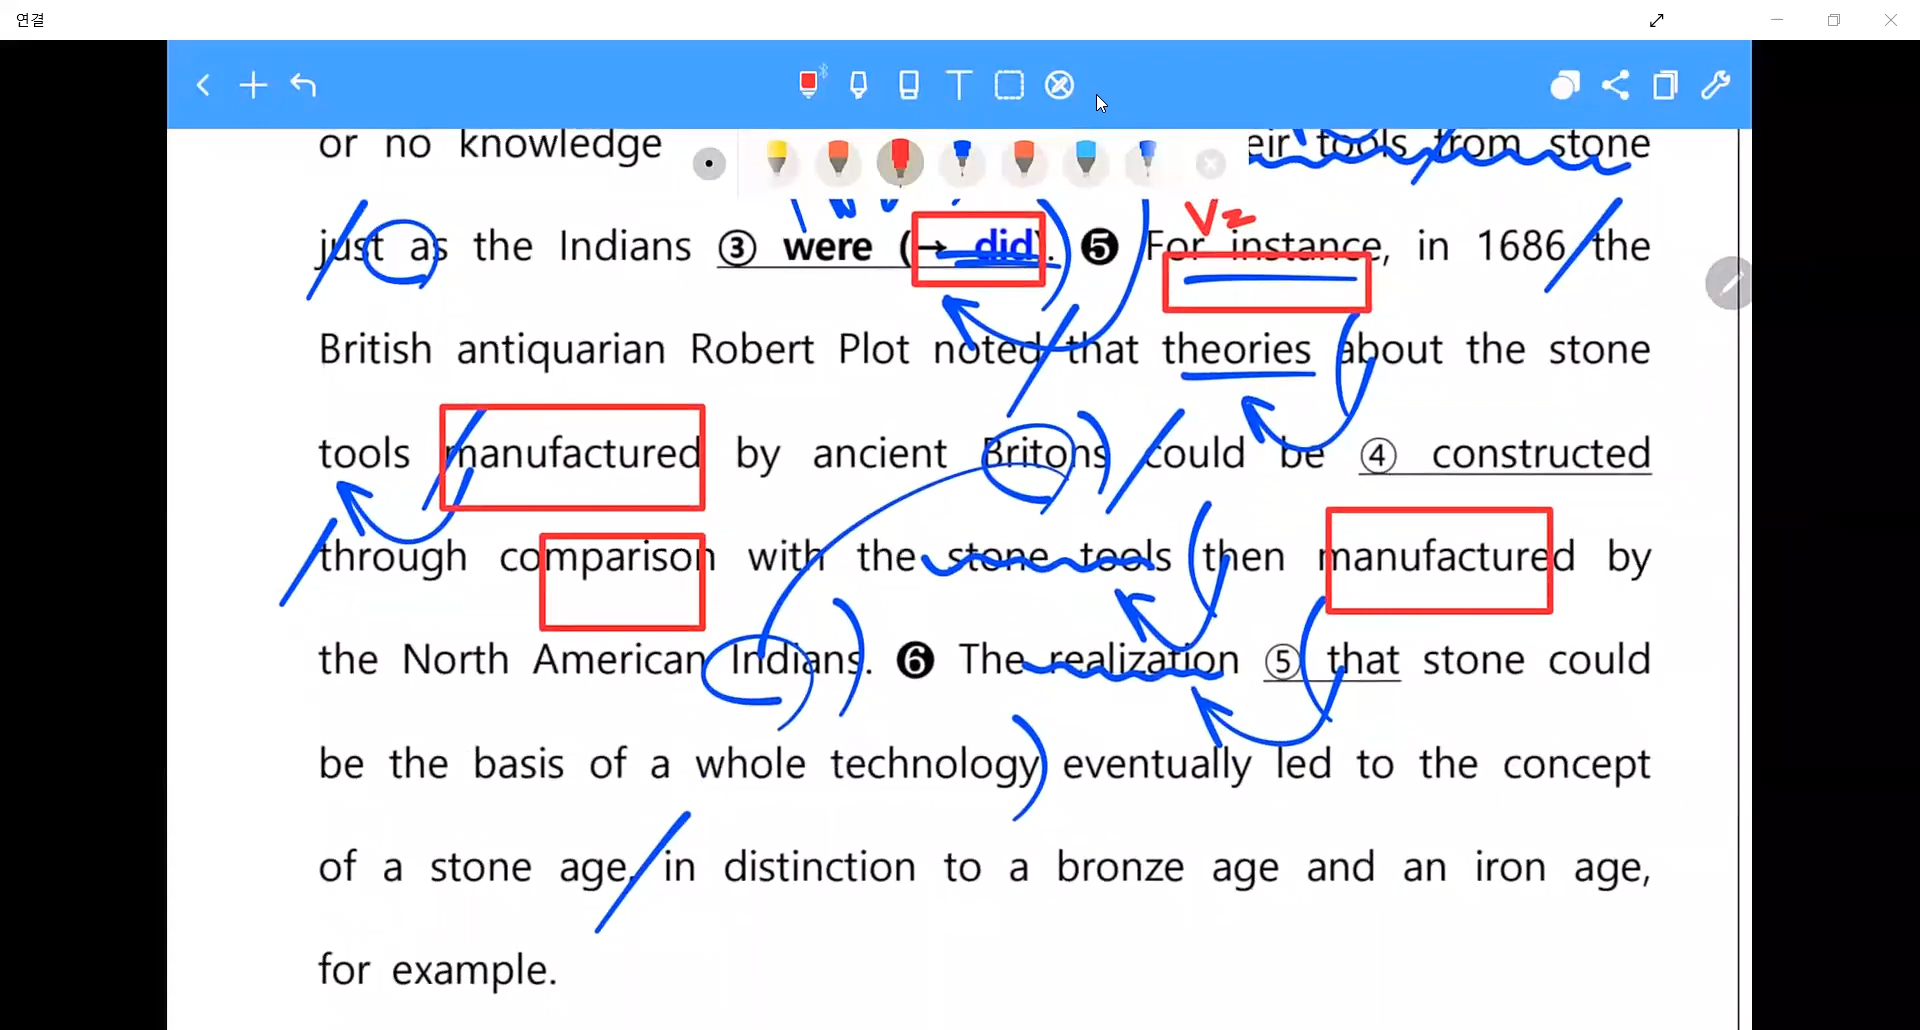 연결
or no knowledge eir tools from stone
V2
just as the Indians ③ were (→ did). ❺ For instance, in 1686 the
British antiquarian Robert Plot noted that theories about the stone
tools manufactured by ancient Britons could be ④ constructed
through comparison with the stone tools then manufactured by
the North American Indians. ❻ The realization ⑤ that stone could
be the basis of a whole technology eventually led to the concept
of a stone age, in distinction to a bronze age and an iron age,
for example.